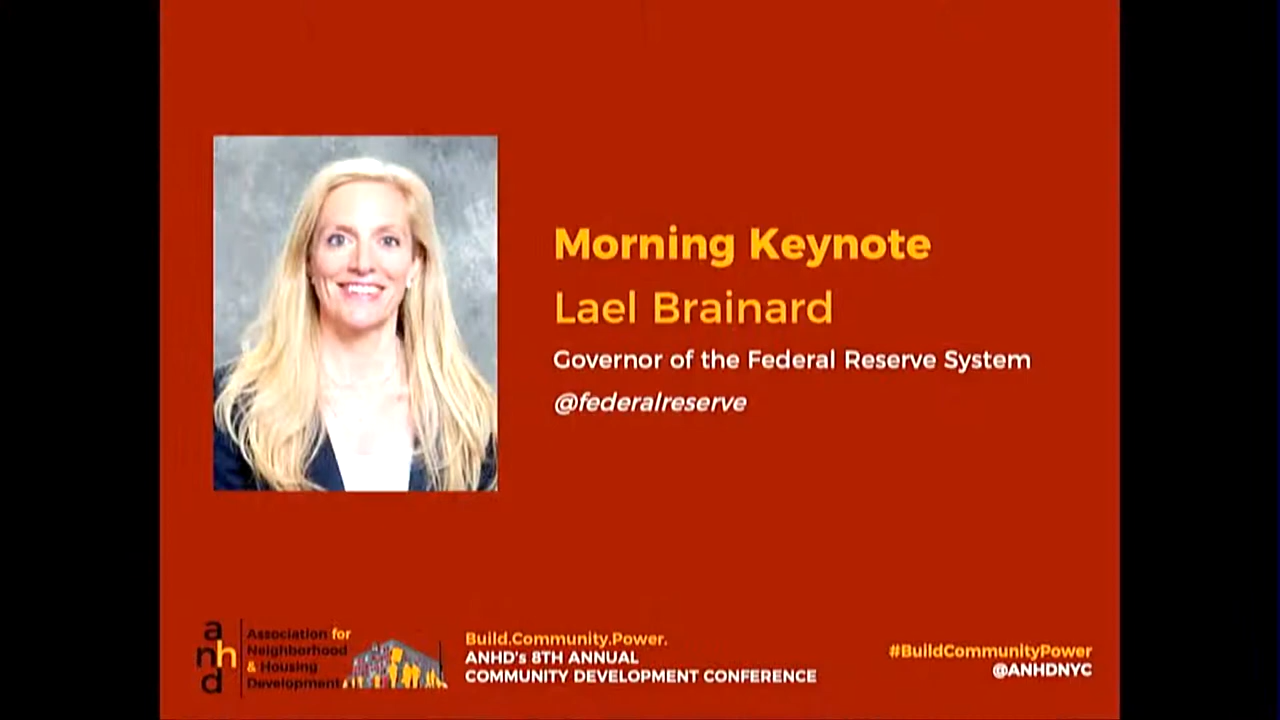 Morning Keynote
Lael Brainard
Governor of the Federal Reserve System
@federalreserve
a
nh
d
Association for
Neighborhood
& Housing
Development
Build.Community.Power.
ANHD's 8TH ANNUAL
COMMUNITY DEVELOPMENT CONFERENCE
#BuildCommunityPower
@ANHDNYC